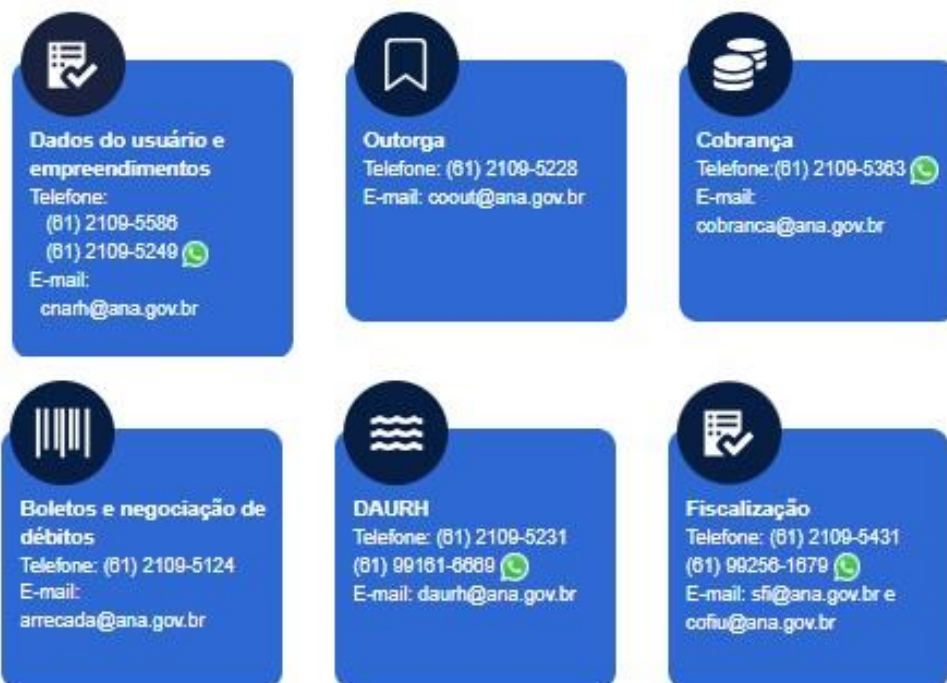 Dados do usuário e
empreendimentos
Telefone:
(61) 2109-5586
(61) 2109-5249
E-mail:
cnarh@ana.gov.br
Outorga
Telefone: (61) 2109-5228
E-mail: coout@ana.gov.br
Cobrança
Telefone:(61) 2109-5363
E-mail:
cobranca@ana.gov.br
Boletos e negociação de
débitos
Telefone: (61) 2109-5124
E-mail:
arrecada@ana.gov.br
DAURH
Telefone: (61) 2109-5231
(61) 99161-6669
E-mail: daurh@ana.gov.br
Fiscalização
Telefone: (61) 2109-5431
(61) 99256-1679
E-mail: sfi@ana.gov.br e
cofiu@ana.gov.br